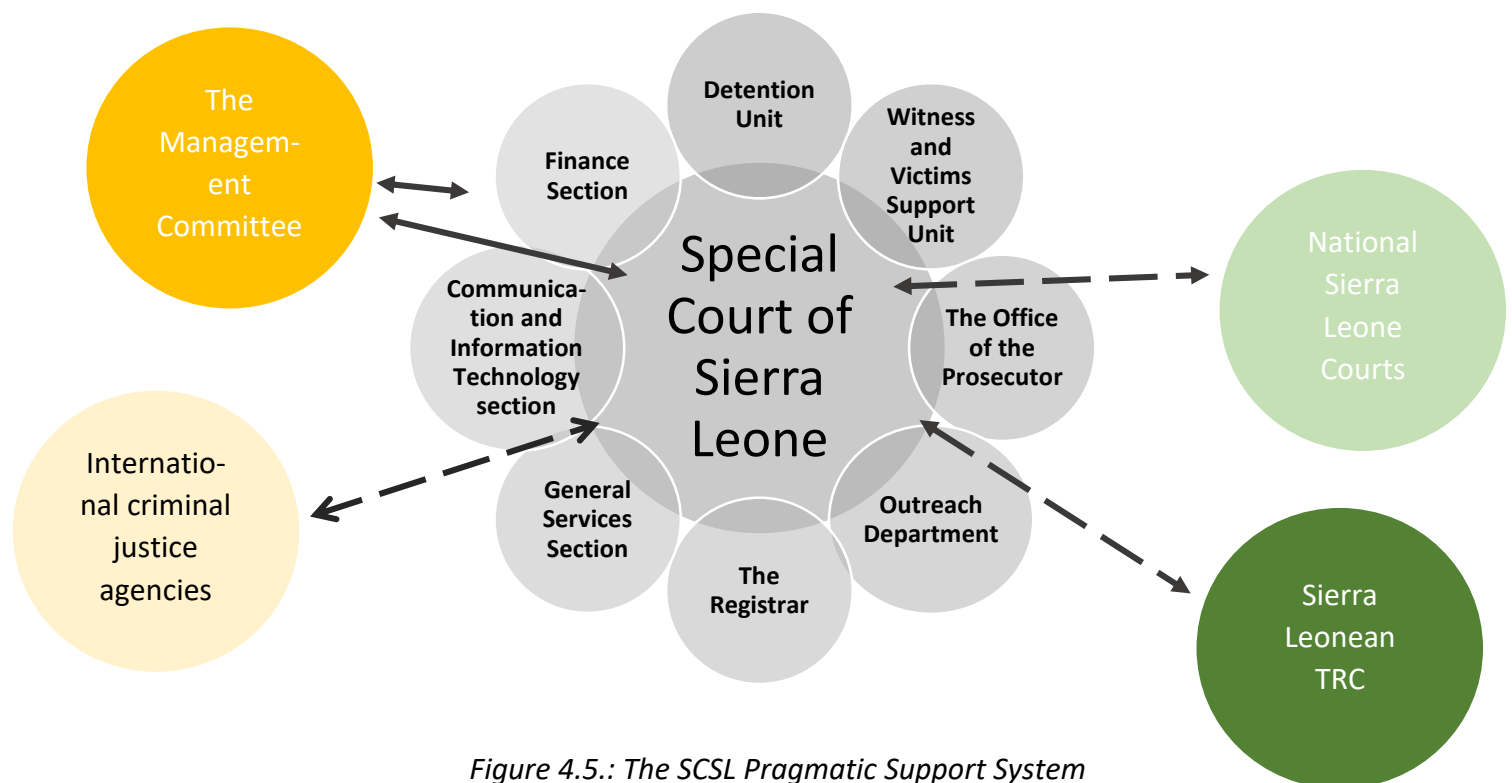 The
Managem-
ent
Committee
Detention
Unit
Witness
and
Victims
Support
Unit
Finance
Section
Special
Court of
Sierra
Leone
National
Sierra
Leone
Courts
Communica-
tion and
Information
Technology
section
The Office
of the
Prosecutor
Internatio-
nal criminal
justice
agencies
General
Services
Section
Outreach
Department
The
Registrar
Sierra
Leonean
TRC
Figure 4.5.: The SCSL Pragmatic Support System